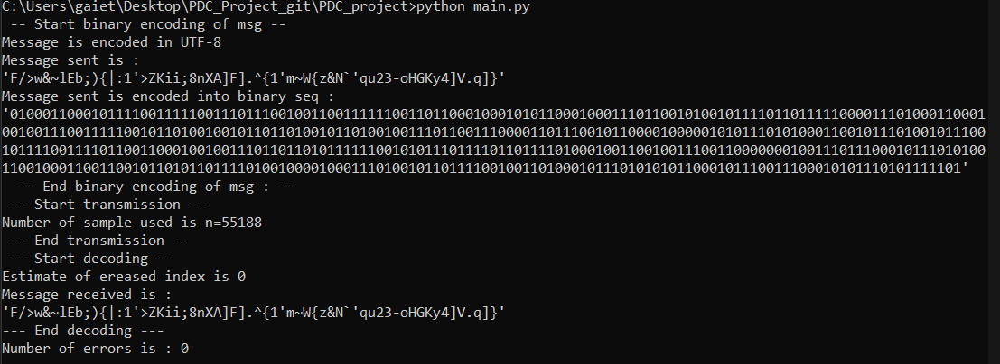 C:\Users\gaiet\Desktop\PDC_Project_git\PDC_project>python main.py
-- Start binary encoding of msg --
Message is encoded in UTF-8
Message sent is :
'F/>w&~lEb;){|:1'>ZKii;8nXA]F].^{1'm~W{z&N`'qu23-oHGKy4]V.q]}'
Message sent is encoded into binary seq :
'010001100010111100111110011101110010011001111110011011000100010101100010001110110010100101111011011111000011101000110001
0010011100111110010110100100101101101001011010010011101100111000011011100101100001000001010111010100011001011101001011100
1011110011110110011000100100111011011010111111001010111011110110111101000100110010011100110000000100111011100010111010100
110010001100110010110101101111010010000100011101001011011110010011010001011101010101100010111001110001010111010111 1101'
-- End binary encoding of msg : --
-- Start transmission --
Number of sample used is n=55188
-- End transmission --
-- Start decoding --
Estimate of ereased index is 0
Message received is :
'F/>w&~lEb;){|:1'>ZKii;8nXA]F].^{1'm~W{z&N`'qu23-oHGKy4]V.q]}'
--- End decoding ---
Number of errors is : 0